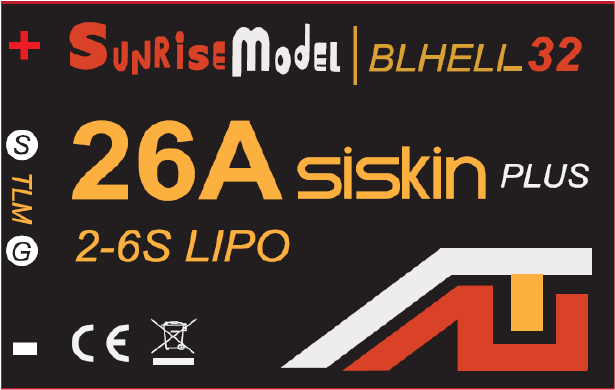 +
SunRiseModel | BLHELI_32
S
TLM
G
26A siskin PLUS
2-6S LIPO
-
CE